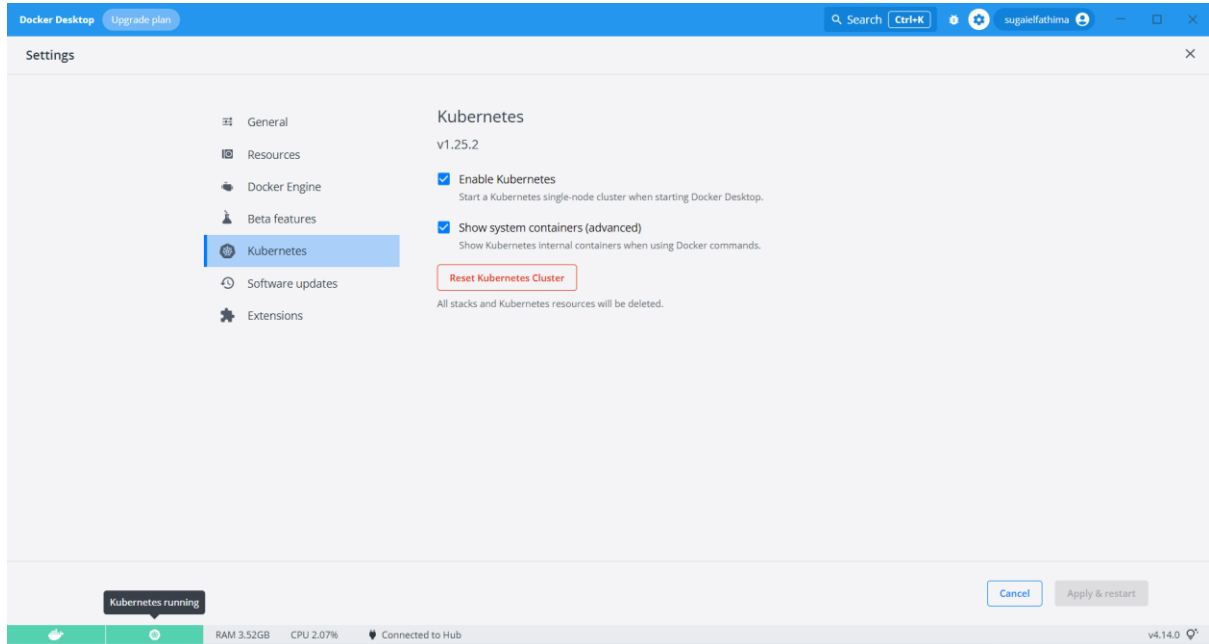 Docker Desktop Upgrade plan Search Ctrl+K sugaielfathima
Settings
General
Resources
Docker Engine
Beta features
Kubernetes
Software updates
Extensions
Kubernetes
v1.25.2
Enable Kubernetes
Start a Kubernetes single-node cluster when starting Docker Desktop.
Show system containers (advanced)
Show Kubernetes internal containers when using Docker commands.
Reset Kubernetes Cluster
All stacks and Kubernetes resources will be deleted.
Cancel Apply & restart
Kubernetes running
RAM 3.52GB CPU 2.07% Connected to Hub v4.14.0